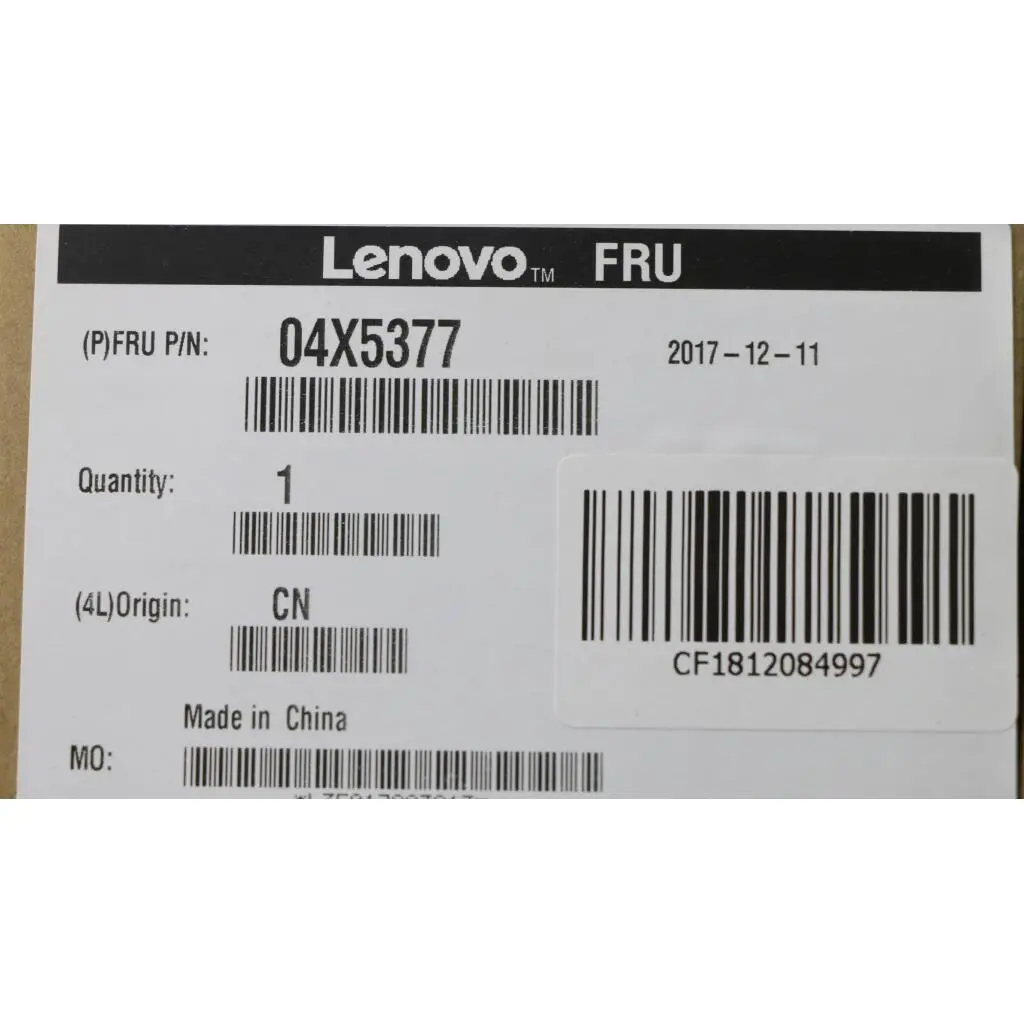 Lenovo™ FRU
(P)FRU P/N: 04X5377 2017-12-11
Quantity: 1
(4L)Origin: CN
CF1812084997
Made in China
MO: